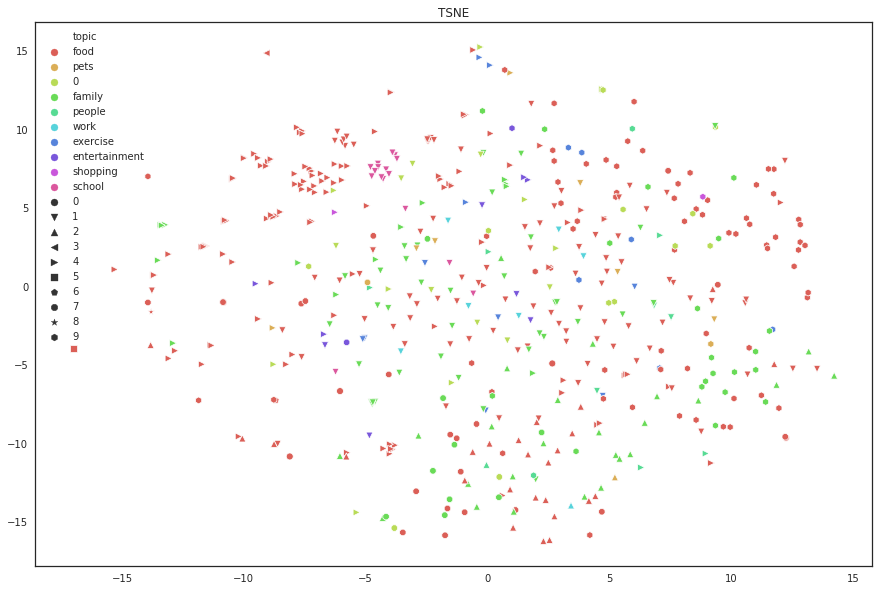 TSNE
topic
food
pets
0
family
people
work
exercise
entertainment
shopping
school
0
1
2
3
4
5
6
7
8
9
15
10
5
0
−5
−10
−15
−15 −10 −5 0 5 10 15